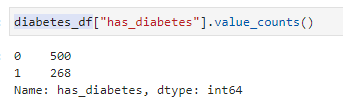 diabetes_df["has_diabetes"].value_counts()
0    500
1    268
Name: has_diabetes, dtype: int64